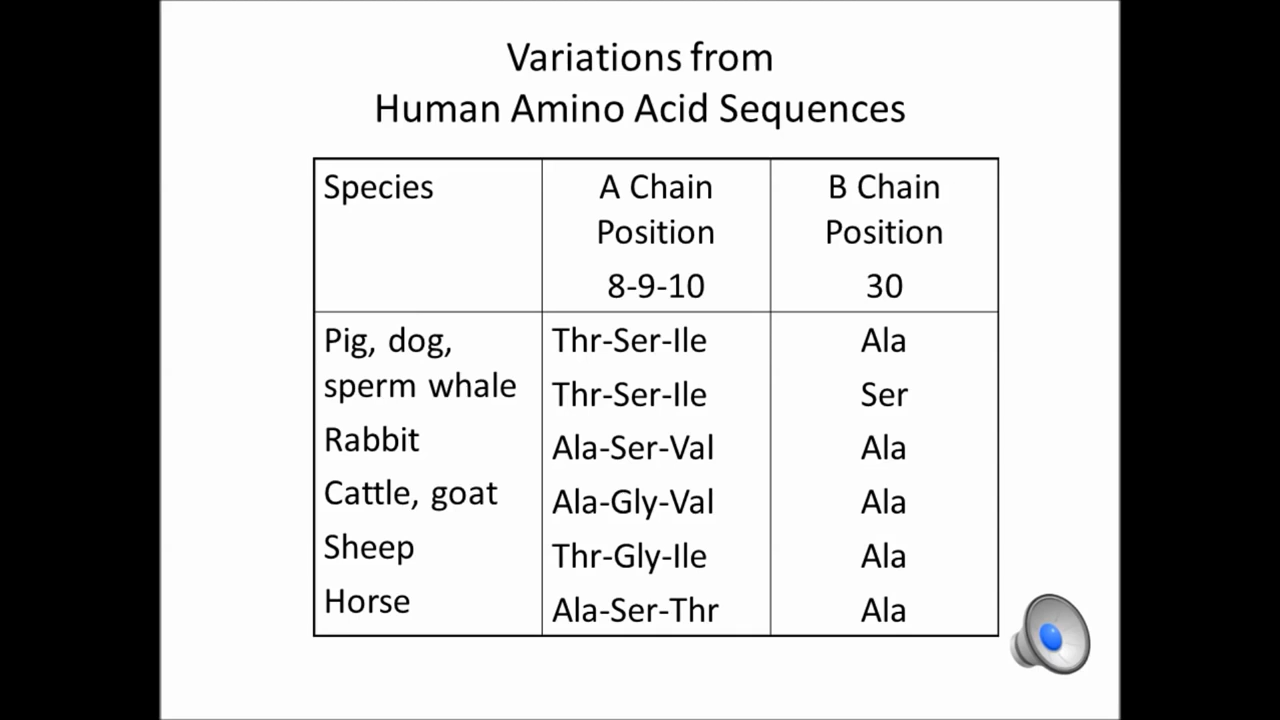 Variations from
Human Amino Acid Sequences
Species
A Chain
Position
8-9-10
B Chain
Position
30
Pig, dog,
sperm whale
Rabbit
Cattle, goat
Sheep
Horse
Thr-Ser-Ile
Thr-Ser-Ile
Ala-Ser-Val
Ala-Gly-Val
Thr-Gly-Ile
Ala-Ser-Thr
Ala
Ser
Ala
Ala
Ala
Ala